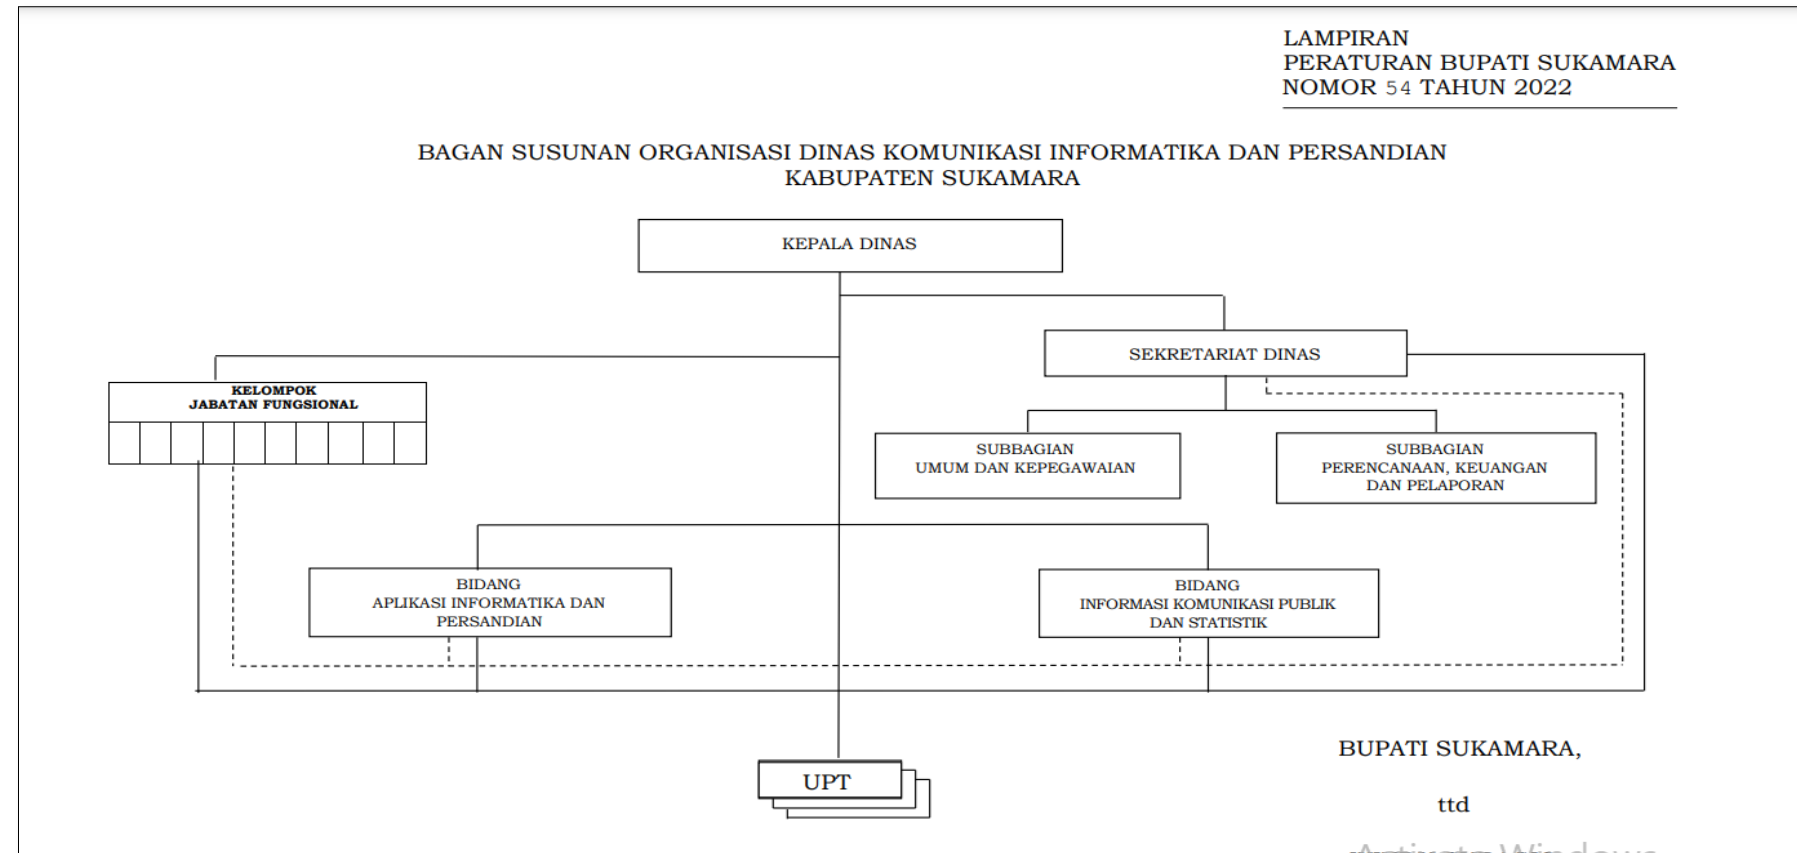 LAMPIRAN
PERATURAN BUPATI SUKAMARA
NOMOR 54 TAHUN 2022
BAGAN SUSUNAN ORGANISASI DINAS KOMUNIKASI INFORMATIKA DAN PERSANDIAN
KABUPATEN SUKAMARA
KEPALA DINAS
SEKRETARIAT DINAS
KELOMPOK
JABATAN FUNGSIONAL
SUBBAGIAN
UMUM DAN KEPEGAWAIAN
SUBBAGIAN
PERENCANAAN, KEUANGAN
DAN PELAPORAN
BIDANG
APLIKASI INFORMATIKA DAN
PERSANDIAN
BIDANG
INFORMASI KOMUNIKASI PUBLIK
DAN STATISTIK
UPT
BUPATI SUKAMARA,
ttd